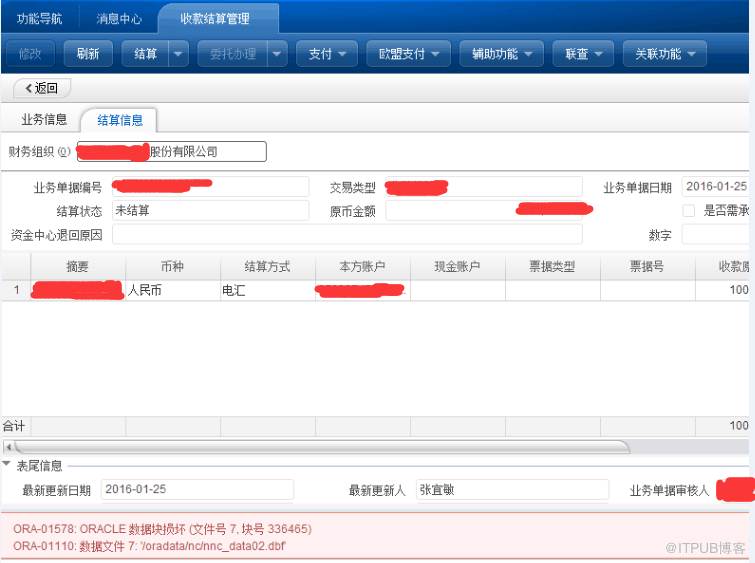 功能导航 消息中心 收款结算管理
修改 刷新 结算 委托办理 支付 欧盟支付 辅助功能 联查 关联功能
返回
业务信息 结算信息
财务组织(O) 股份有限公司
业务单据编号 交易类型 业务单据日期 2016-01-25
结算状态 未结算 原币金额 是否需承
资金中心退回原因 数字
摘要 币种 结算方式 本方账户 现金账户 票据类型 票据号 收款原
1 人民币 电汇 100
合计 100
表尾信息
最新更新日期 2016-01-25 最新更新人 张宜敏 业务单据审核人
ORA-01578: ORACLE 数据块损坏 (文件号 7, 块号 336465)
ORA-01110: 数据文件 7: '/oradata/nc/nnc_data02.dbf'
@ITPUB博客